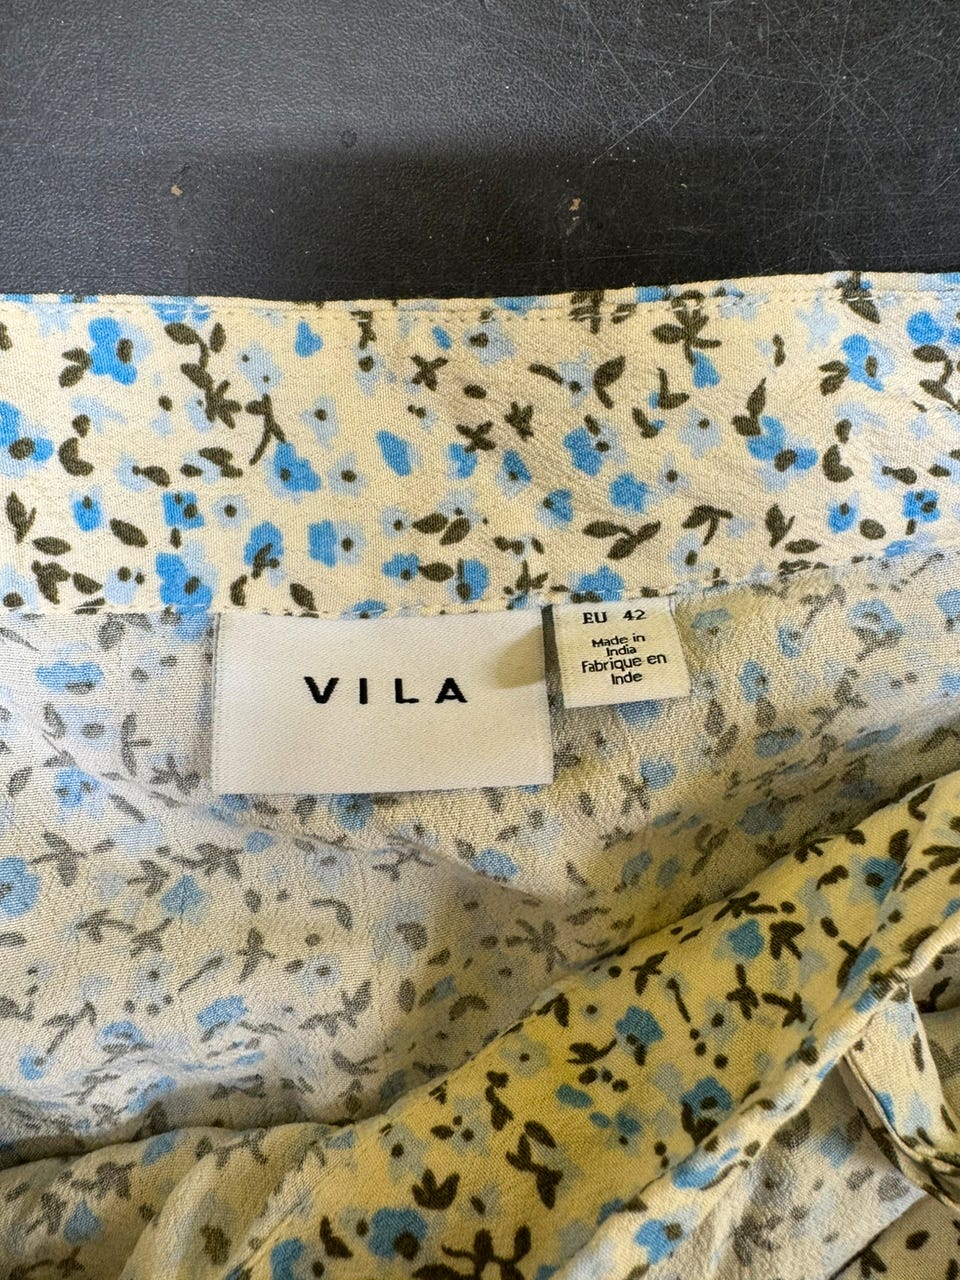 VILA
EU 42
Made in
India
Fabrique en
Inde